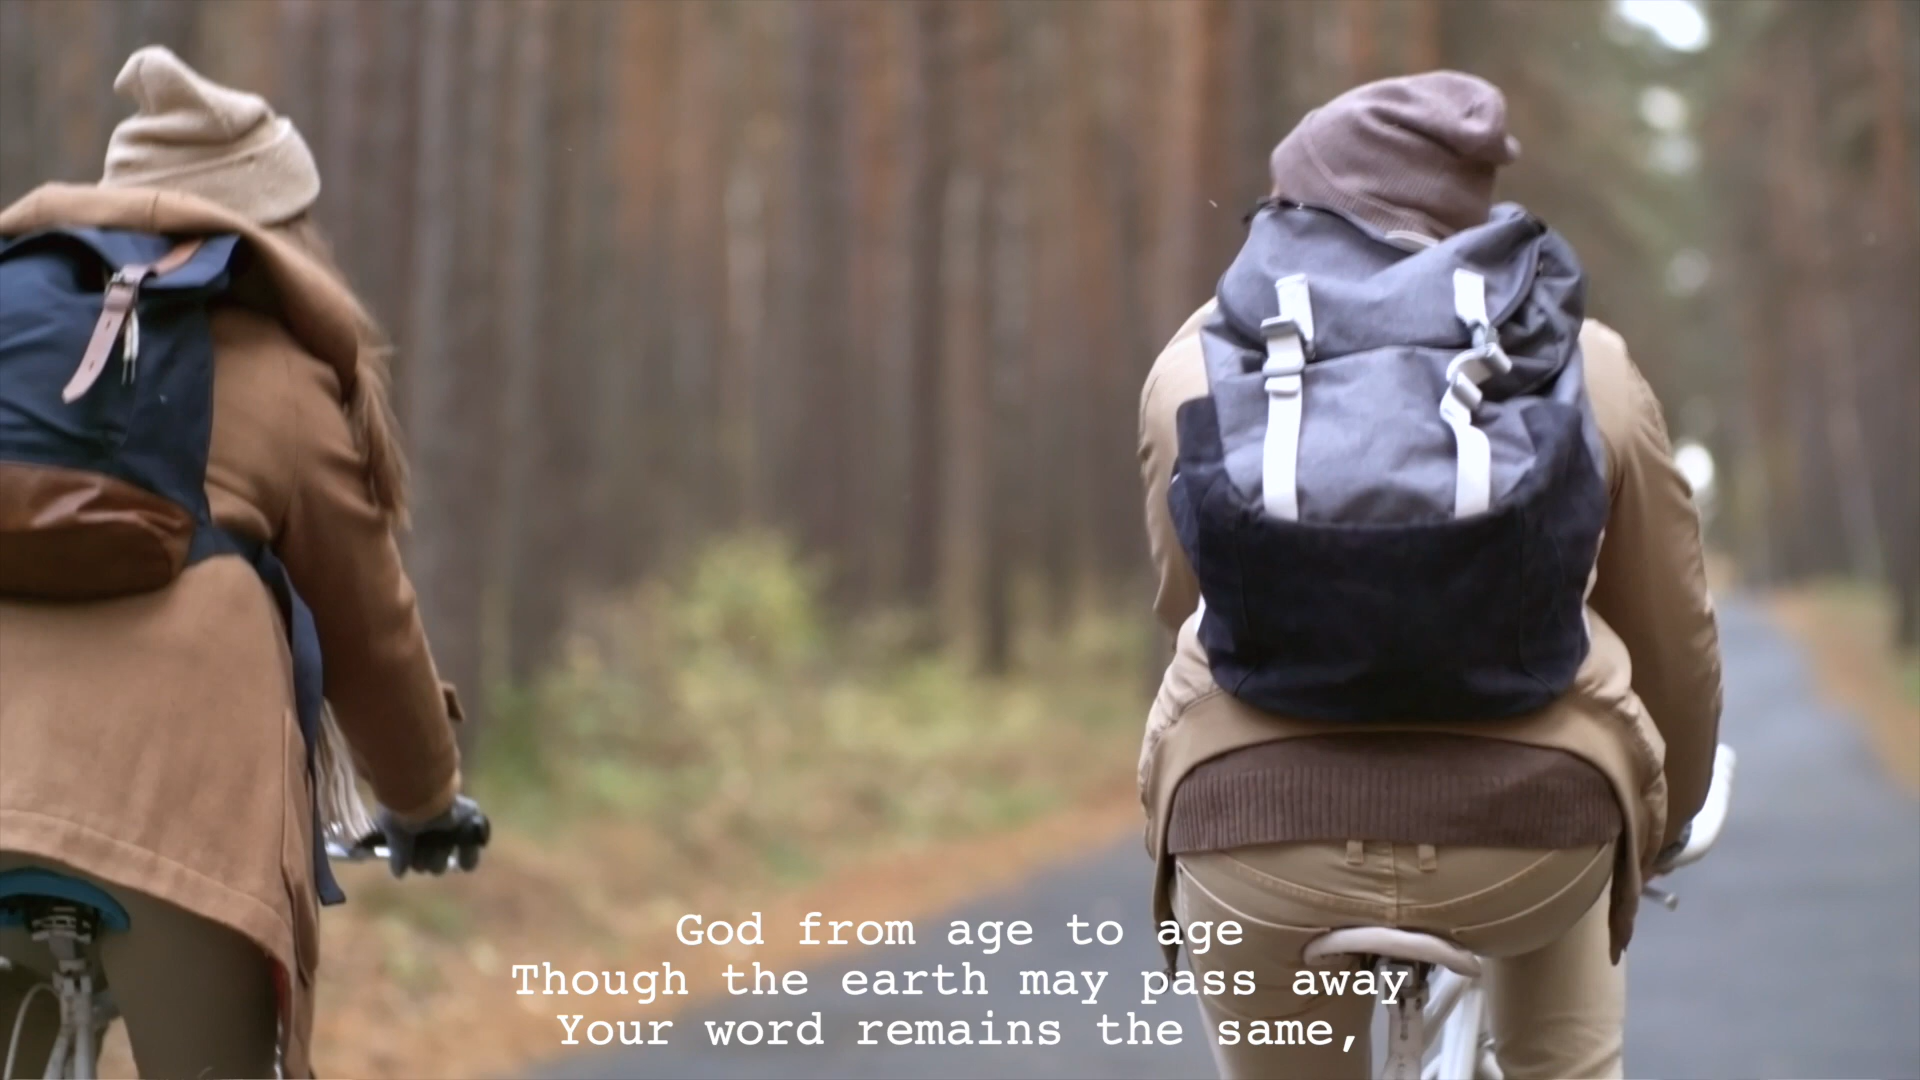 God from age to age
Though the earth may pass away
Your word remains the same,